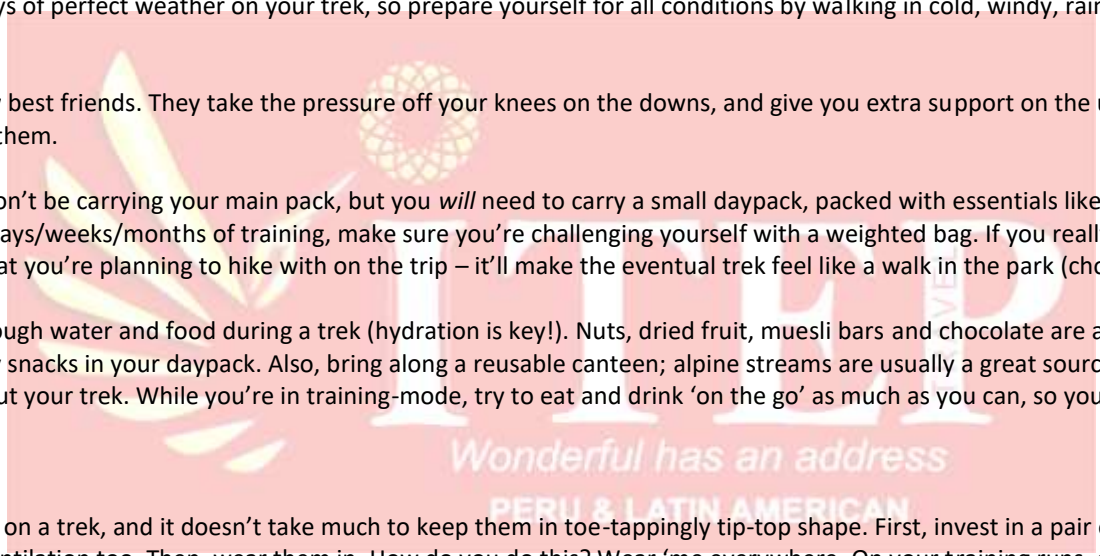 ys of perfect weather on your trek, so prepare yourself for all conditions by walking in cold, windy, rain
best friends. They take the pressure off your knees on the downs, and give you extra support on the u
them.
on’t be carrying your main pack, but you will need to carry a small daypack, packed with essentials like
ays/weeks/months of training, make sure you’re challenging yourself with a weighted bag. If you really
at you’re planning to hike with on the trip – it’ll make the eventual trek feel like a walk in the park (cho
ough water and food during a trek (hydration is key!). Nuts, dried fruit, muesli bars and chocolate are a
snacks in your daypack. Also, bring along a reusable canteen; alpine streams are usually a great sourc
ut your trek. While you’re in training-mode, try to eat and drink ‘on the go’ as much as you can, so you
ITEP
TRAVEL
Wonderful has an address
PERU & LATIN AMERICAN
on a trek, and it doesn’t take much to keep them in toe-tappingly tip-top shape. First, invest in a pair
ntilation too. Then, wear them in. How do you do this? Wear ‘me everywhere. On your training runs,